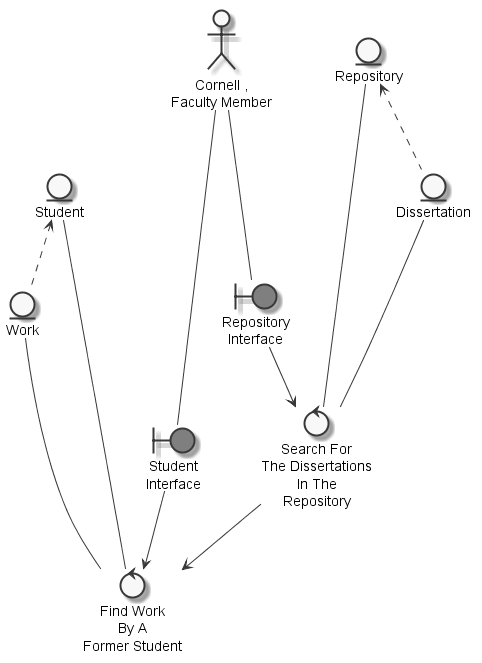 Cornell ,
Faculty Member
Repository
Student
Dissertation
Work
Repository
Interface
Student
Interface
Search For
The Dissertations
In The
Repository
Find Work
By A
Former Student